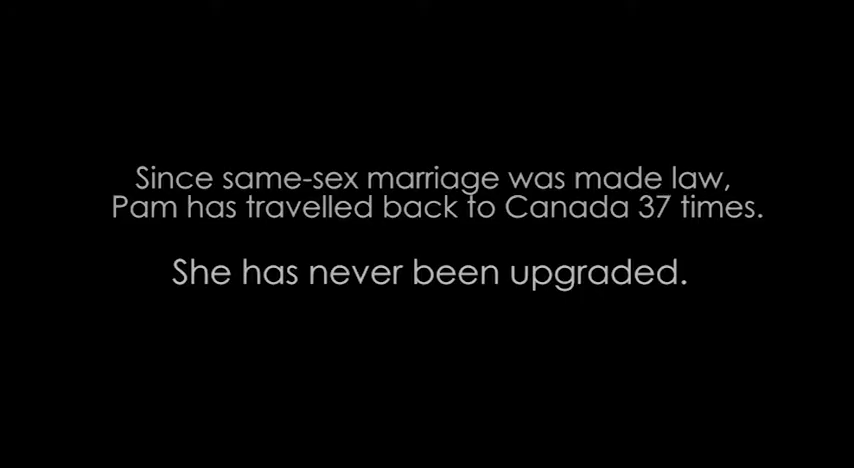 Since same-sex marriage was made law,
Pam has travelled back to Canada 37 times.
She has never been upgraded.